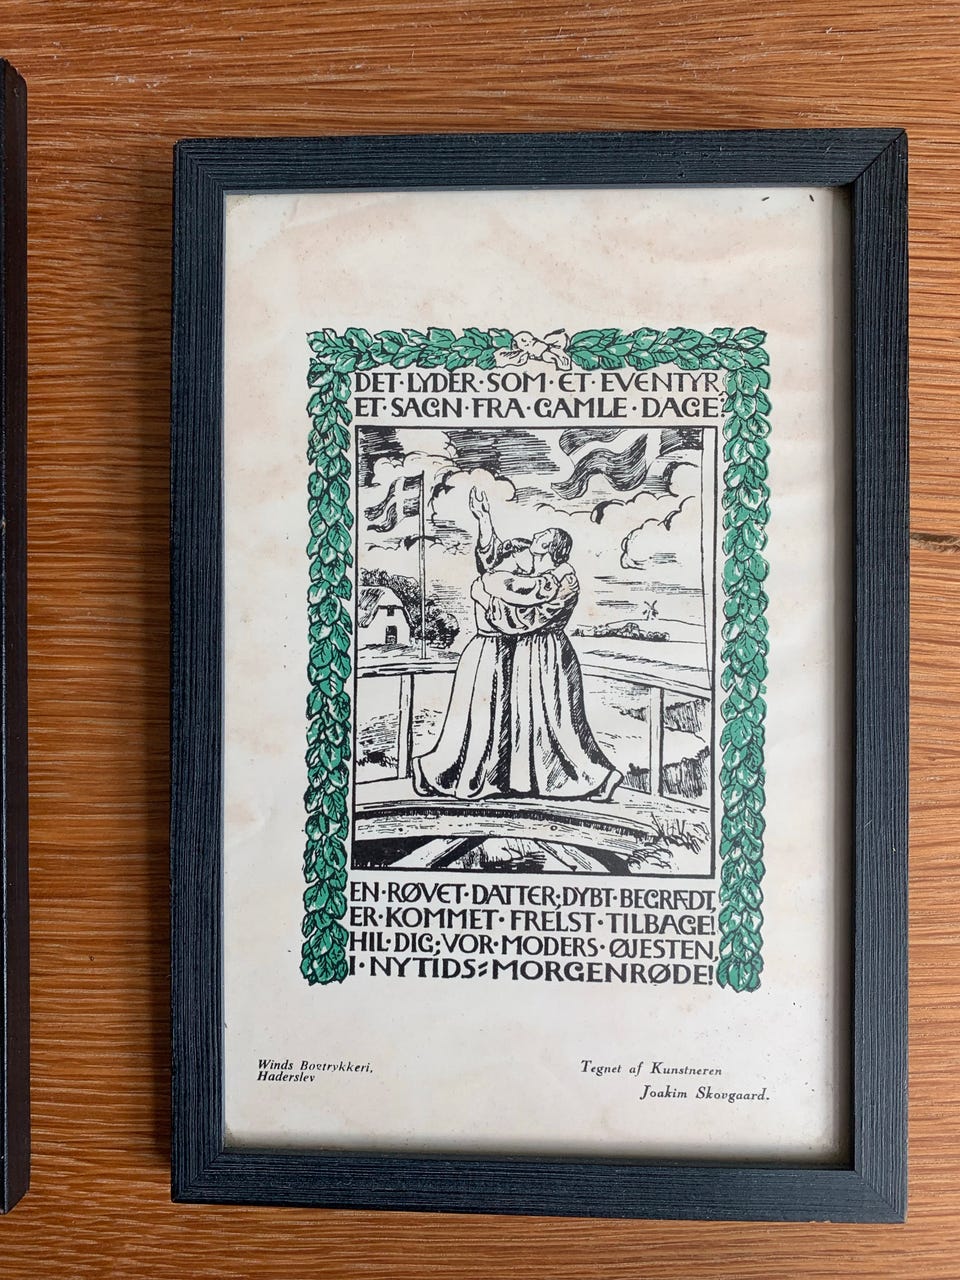 DET·LYDER·SOM·ET·EVENTYR,
ET·SAGN·FRA·GAMLE·DAGE:
EN·RØVET·DATTER;DYBT·BEGRÆDT,
ER·KOMMET·FRELST·TILBAGE!
HIL·DIG;VOR·MODERS·ØJESTEN,
I·NYTIDS=MORGENRØDE!
Winds Bogtrykkeri,
Haderslev
Tegnet af Kunstneren
Joakim Skovgaard.